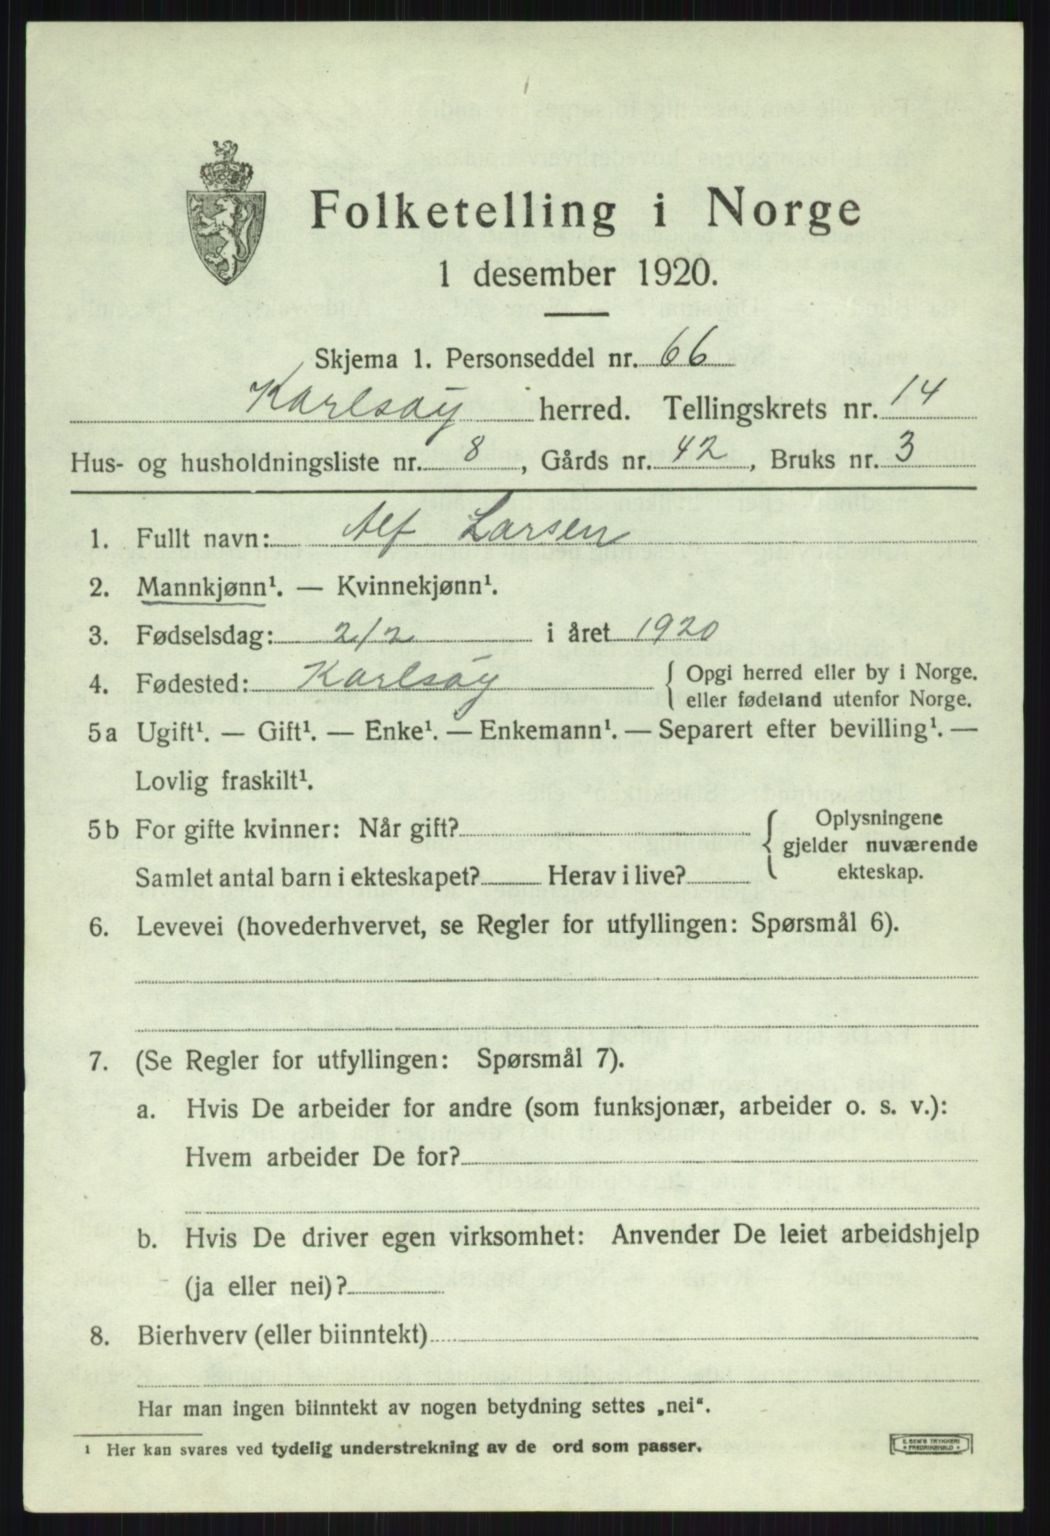 Folketelling i Norge
1 desember 1920.
Skjema 1. Personseddel nr. 66
Karlsøy herred. Tellingskrets nr. 14
Hus- og husholdningsliste nr. 8, Gårds nr. 42, Bruks nr. 3
1. Fullt navn: Alf Larsen
2. Mannkjønn¹. — Kvinnekjønn¹.
3. Fødselsdag: 2/2 i året 1920
4. Fødested: Karlsøy { Opgi herred eller by i Norge.
eller fødeland utenfor Norge.
5a Ugift¹. — Gift¹. — Enke¹. — Enkemann¹. — Separert efter bevilling¹. —
Lovlig fraskilt¹.
5b For gifte kvinner: Når gift? { Oplysningene
gjelder nuværende
Samlet antal barn i ekteskapet? Herav i live? ekteskap.
6. Levevei (hovederhvervet, se Regler for utfyllingen: Spørsmål 6).
7. (Se Regler for utfyllingen: Spørsmål 7).
a. Hvis De arbeider for andre (som funksjonær, arbeider o. s. v.):
Hvem arbeider De for?
b. Hvis De driver egen virksomhet: Anvender De leiet arbeidshjelp
(ja eller nei)?
8. Bierhverv (eller biinntekt)
Har man ingen biinntekt av nogen betydning settes „nei".
¹ Her kan svares ved tydelig understrekning av de ord som passer.